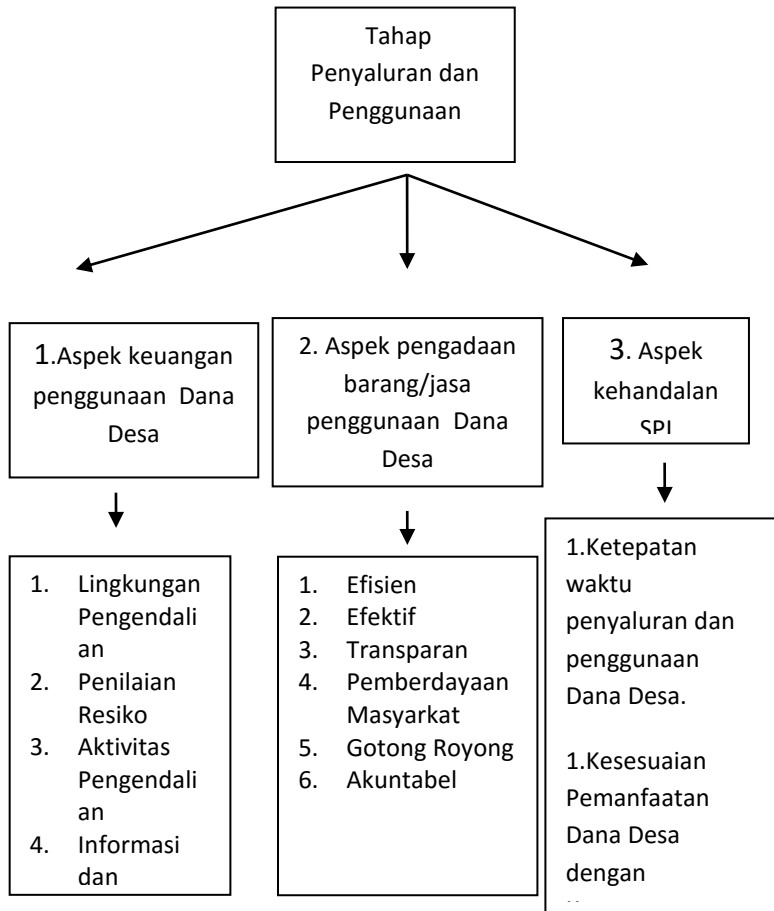 Tahap
Penyaluran dan
Penggunaan
1.Aspek keuangan
penggunaan Dana
Desa
2. Aspek pengadaan
barang/jasa
penggunaan Dana
Desa
3. Aspek
kehandalan
1. Lingkungan
Pengendali
an
2. Penilaian
Resiko
3. Aktivitas
Pengendali
an
4. Informasi
dan
1. Efisien
2. Efektif
3. Transparan
4. Pemberdayaan
Masyarkat
5. Gotong Royong
6. Akuntabel
1.Ketepatan
waktu
penyaluran dan
penggunaan
Dana Desa.
1.Kesesuaian
Pemanfaatan
Dana Desa
dengan